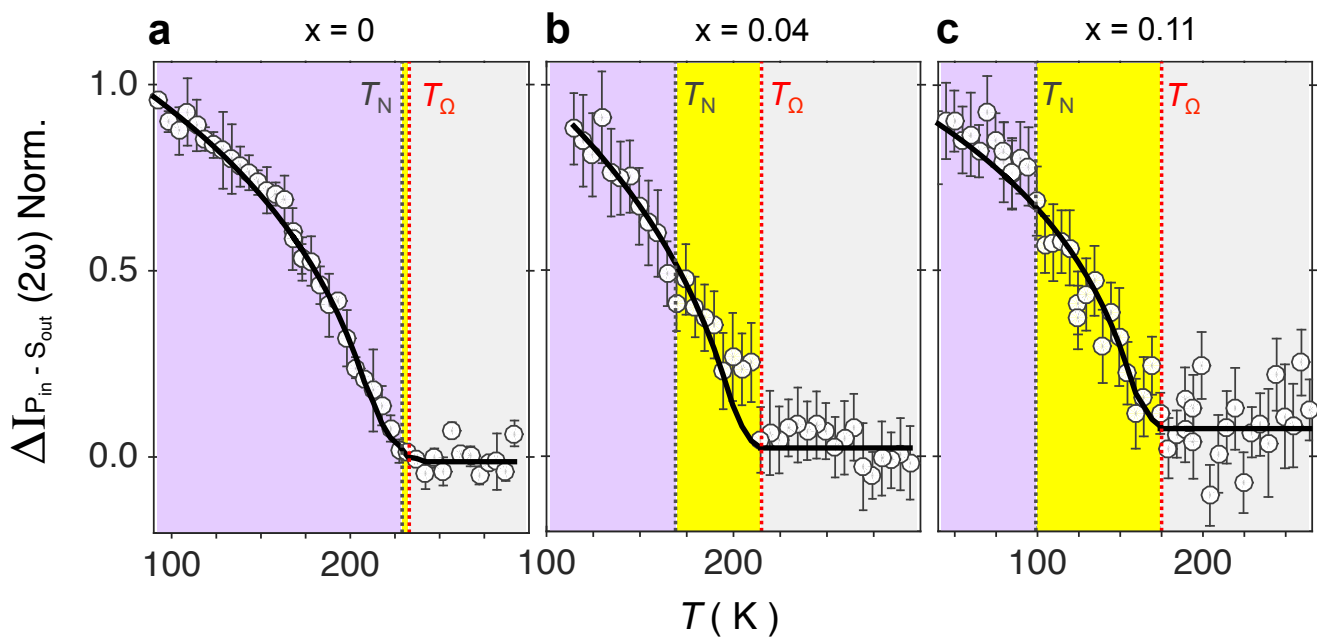 a x = 0
b x = 0.04
c x = 0.11
ΔI P_in - S_out (2ω) Norm.
1.0
0.5
0.0
T_N T_Ω
T_N T_Ω
T_N T_Ω
100 200
100 200
100 200
T ( K )